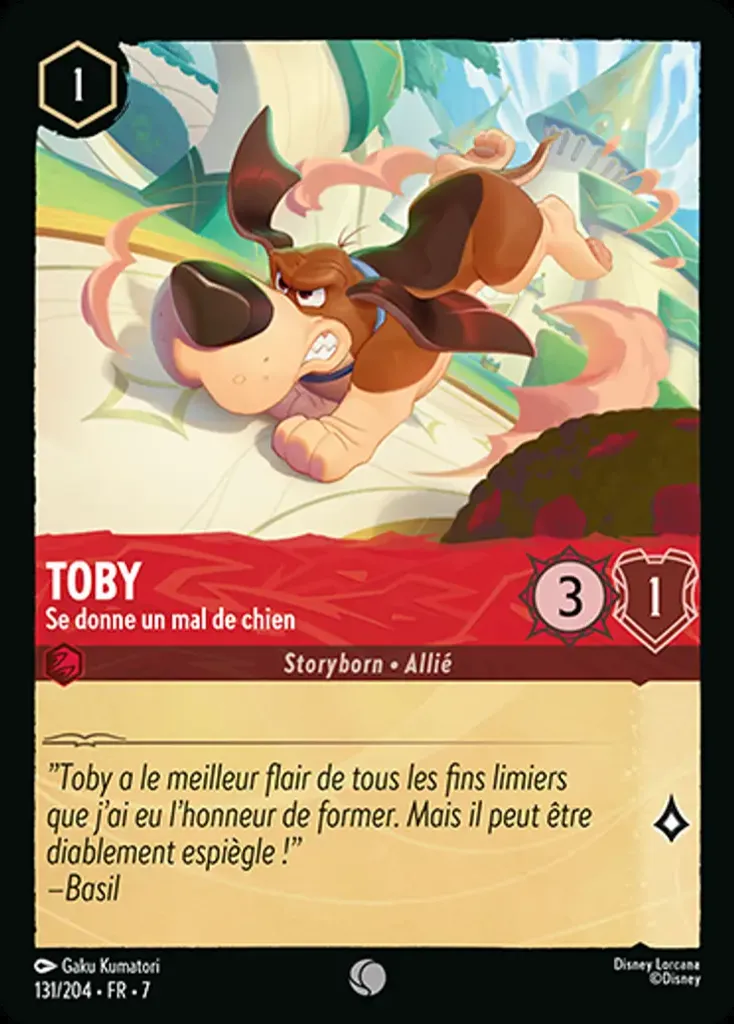 1
TOBY
Se donne un mal de chien
3
1
Storyborn • Allié
"Toby a le meilleur flair de tous les fins limiers
que j'ai eu l'honneur de former. Mais il peut être
diablement espiègle !"
–Basil
Gaku Kumatori
131/204 • FR • 7
Disney Lorcana
©Disney